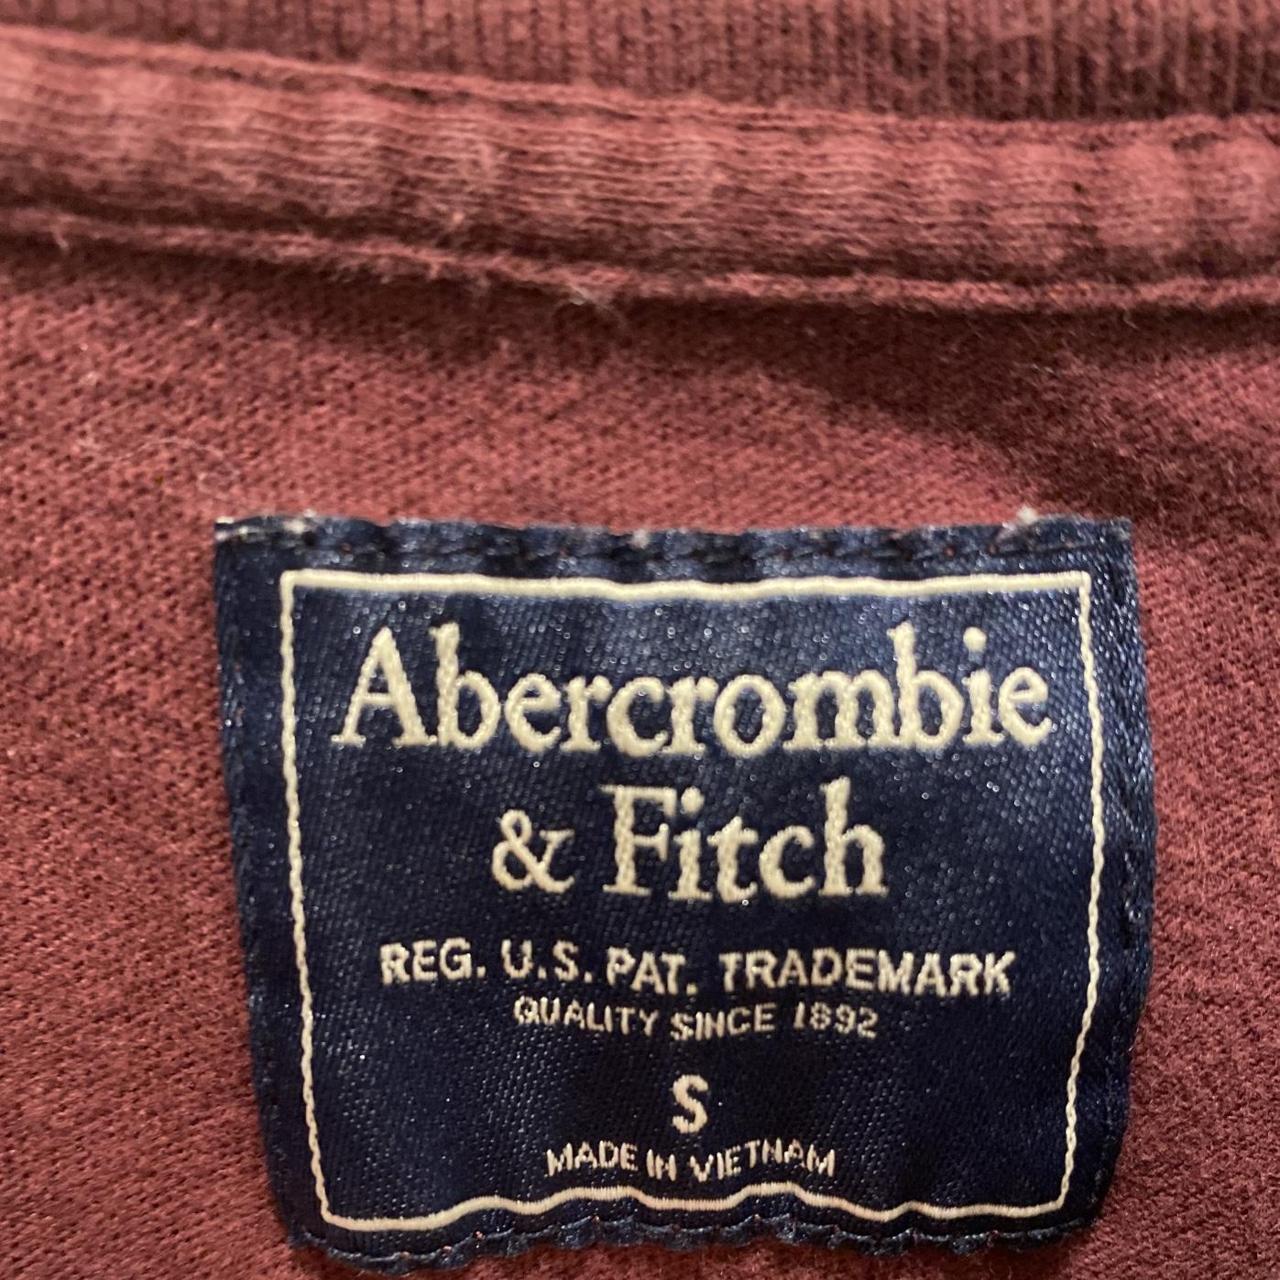 Abercrombie
& Fitch
REG. U.S. PAT. TRADEMARK
QUALITY SINCE 1892
S
MADE IN VIETNAM